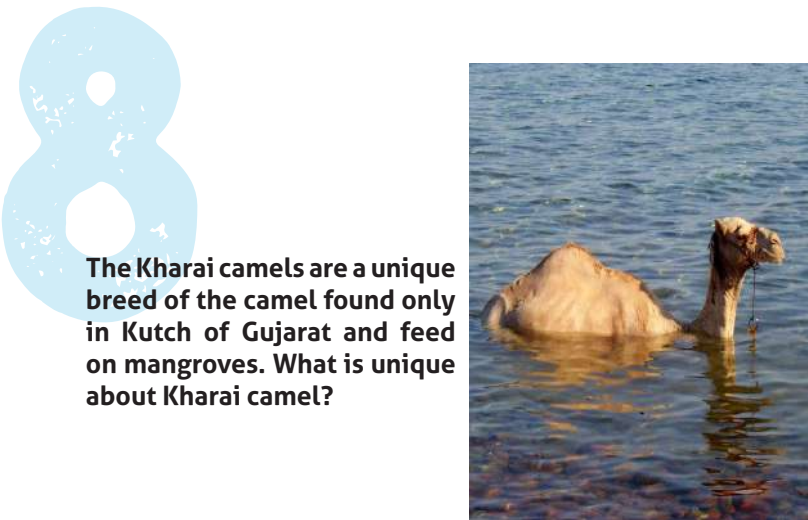 8
The Kharai camels are a unique
breed of the camel found only
in Kutch of Gujarat and feed
on mangroves. What is unique
about Kharai camel?